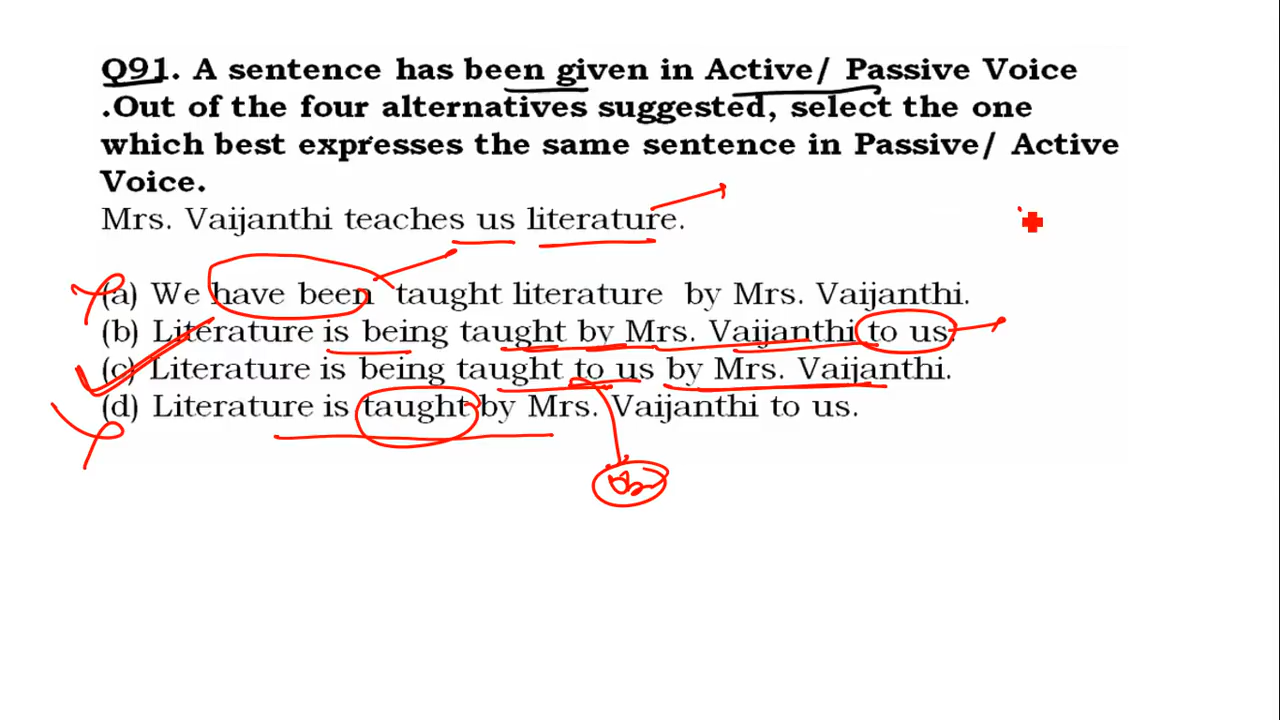 Q91. A sentence has been given in Active/ Passive Voice
.Out of the four alternatives suggested, select the one
which best expresses the same sentence in Passive/ Active
Voice.
Mrs. Vaijanthi teaches us literature.
(a) We have been taught literature by Mrs. Vaijanthi.
(b) Literature is being taught by Mrs. Vaijanthi to us.
(c) Literature is being taught to us by Mrs. Vaijanthi.
(d) Literature is taught by Mrs. Vaijanthi to us.